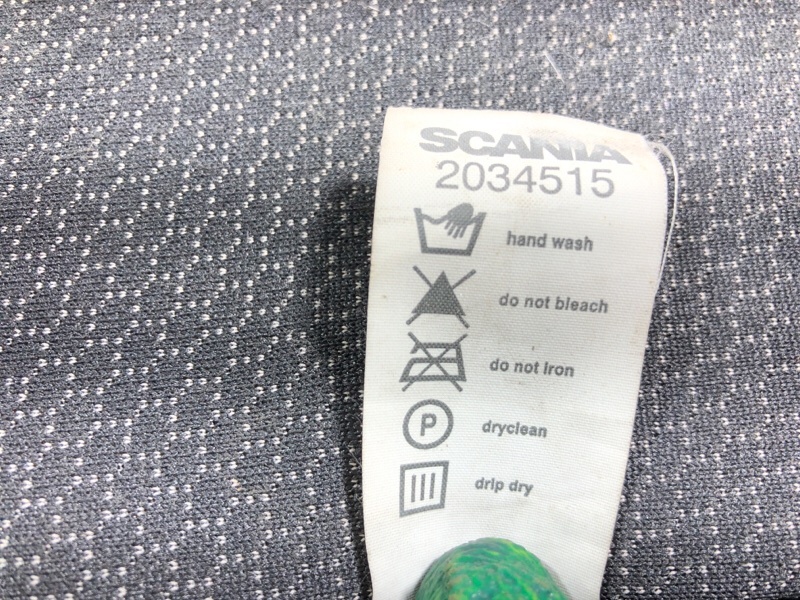 SCANIA
2034515
hand wash
do not bleach
do not iron
P dryclean
drip dry